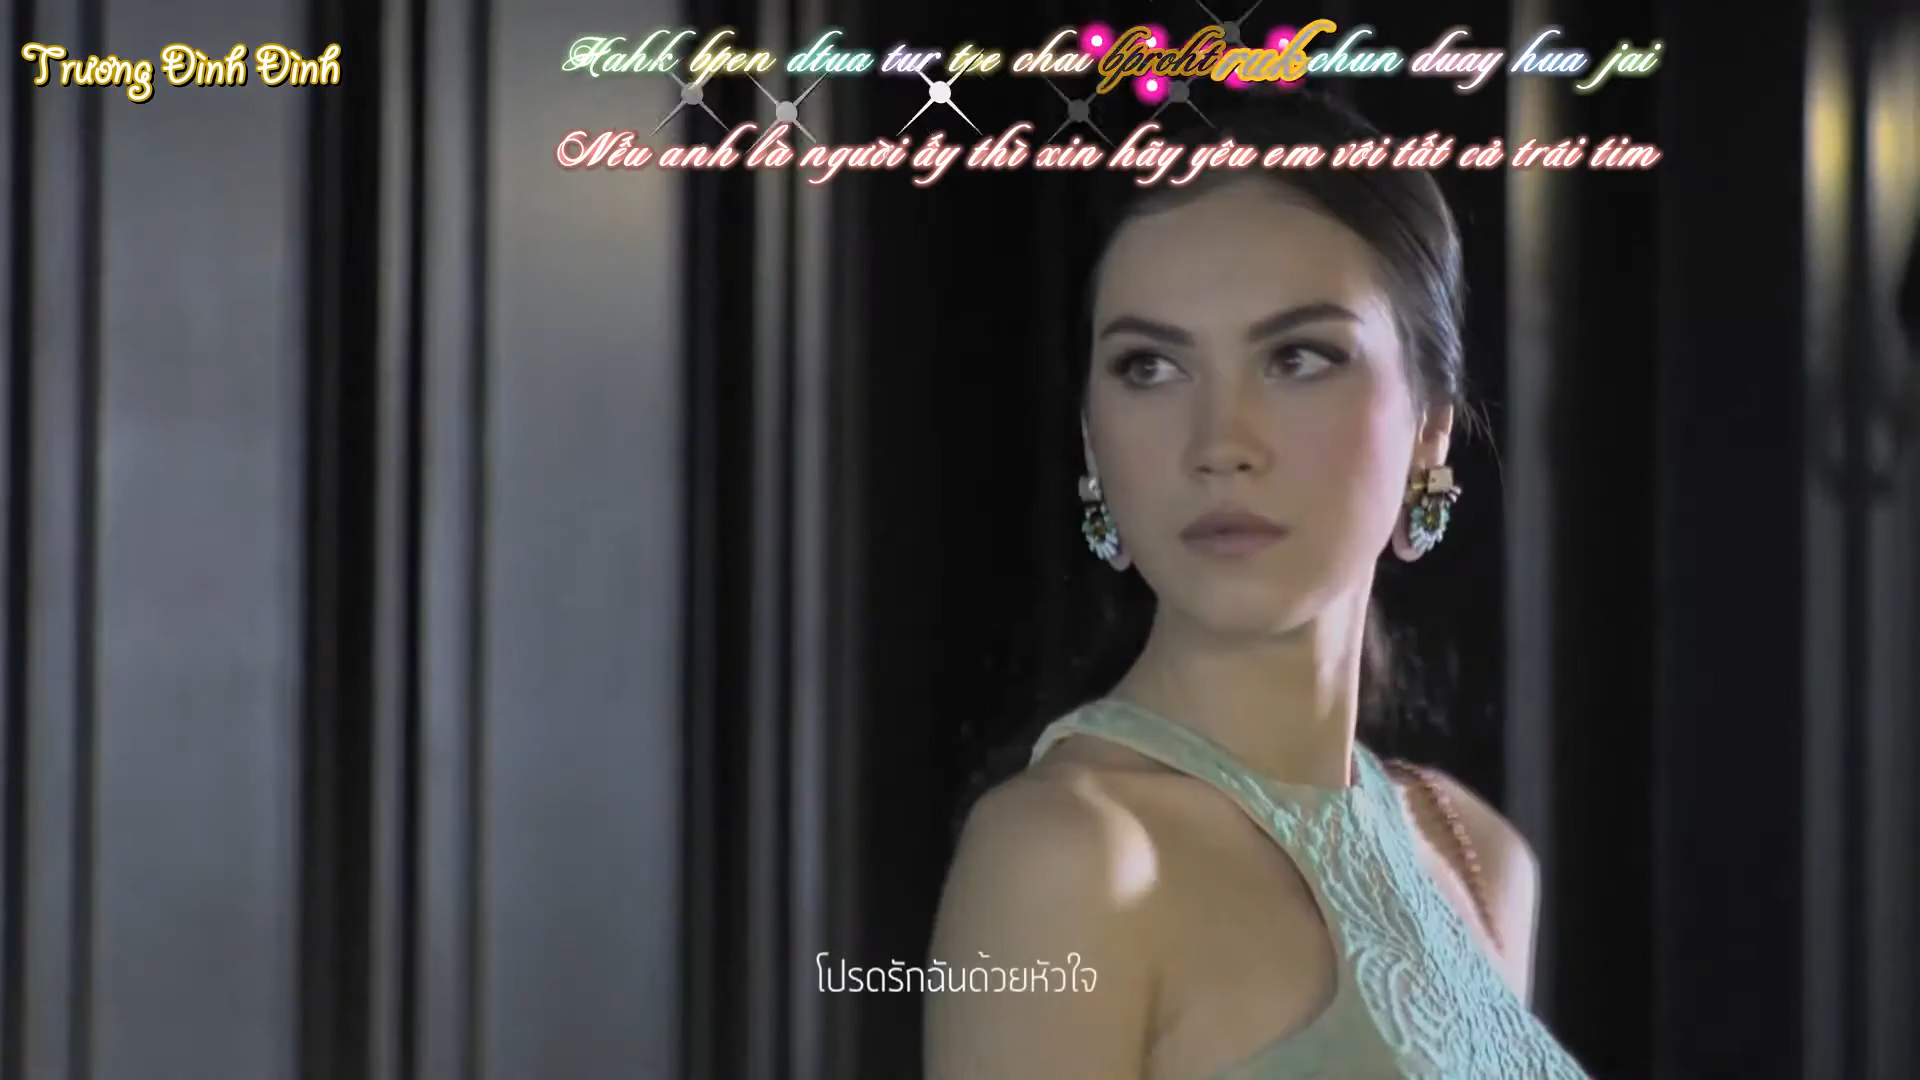 Trương Đình Đình
Hahk bpen dtua tur tpe chai bproht ruk chun duay hua jai
Nếu anh là người ấy thì xin hãy yêu em với tất cả trái tim
โปรดรักฉันด้วยหัวใจ